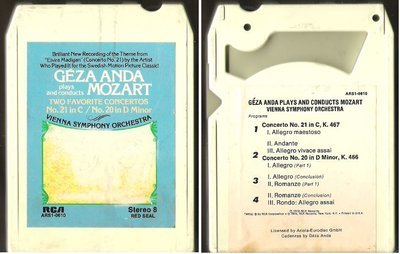 Brilliant New Recording of the Theme from
"Elvira Madigan" (Concerto No. 21) by the Artist
Who Played it for the Swedish Motion Picture Classic!
GÉZA ANDA
plays
and conducts MOZART
TWO FAVORITE CONCERTOS
No. 21 in C / No. 20 in D Minor
VIENNA SYMPHONY ORCHESTRA
RCA
ARS1-0610
Stereo 8
RED SEAL
ARS1-0610
GÉZA ANDA PLAYS AND CONDUCTS MOZART
VIENNA SYMPHONY ORCHESTRA
Programs
1 Concerto No. 21 in C, K. 467
I. Allegro maestoso
2 II. Andante
III. Allegro vivace assai
Concerto No. 20 in D Minor, K. 466
I. Allegro (Part 1)
3 I. Allegro (Conclusion)
II. Romanze (Part 1)
4 II. Romanze (Conclusion)
III. Rondo: Allegro assai
Licensed by Ariola-Eurodisc GmbH
Cadenzas by Géza Anda